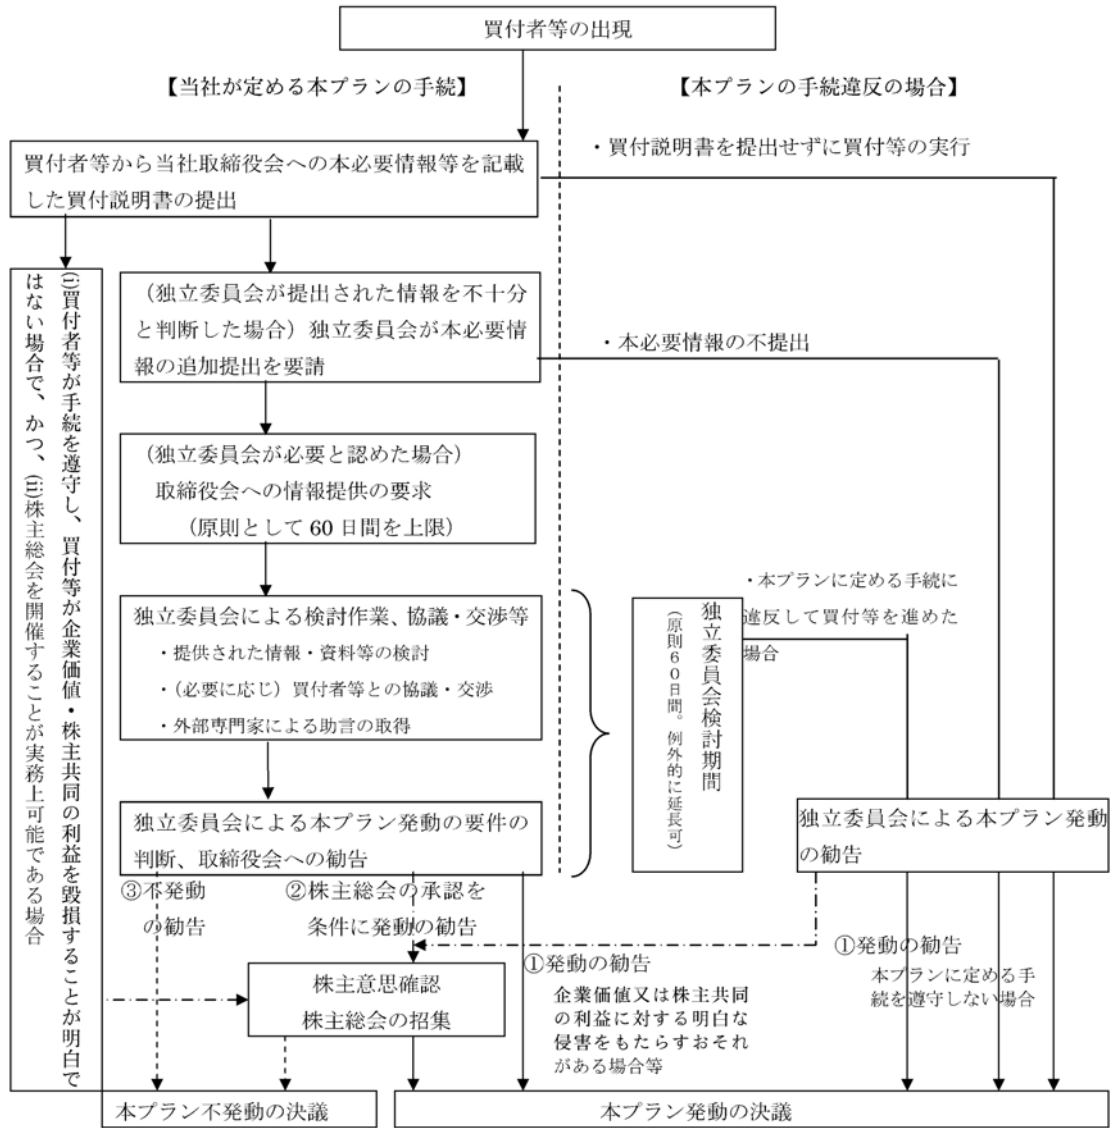 買付者等の出現
【当社が定める本プランの手続】
【本プランの手続違反の場合】
買付者等から当社取締役会への本必要情報等を記載
した買付説明書の提出
・買付説明書を提出せずに買付等の実行
(i)買付者等が手続を遵守し、買付等が企業価値・株主共同の利益を毀損することが明白で
はない場合で、かつ、(ii)株主総会を開催することが実務上可能である場合
（独立委員会が提出された情報を不十分
と判断した場合）独立委員会が本必要情
報の追加提出を要請
・本必要情報の不提出
（独立委員会が必要と認めた場合）
取締役会への情報提供の要求
（原則として 60 日間を上限）
独立委員会による検討作業、協議・交渉等
・提供された情報・資料等の検討
・（必要に応じ）買付者等との協議・交渉
・外部専門家による助言の取得
独立委員会検討期間
（原則６０日間。例外的に延長可）
・本プランに定める手続に
違反して買付等を進めた
場合
独立委員会による本プラン発動の要件の
判断、取締役会への勧告
独立委員会による本プラン発動
の勧告
③不発動
の勧告
②株主総会の承認を
条件に発動の勧告
①発動の勧告
企業価値又は株主共同
の利益に対する明白な
侵害をもたらすおそれ
がある場合等
①発動の勧告
本プランに定める手
続を遵守しない場合
株主意思確認
株主総会の招集
本プラン不発動の決議
本プラン発動の決議